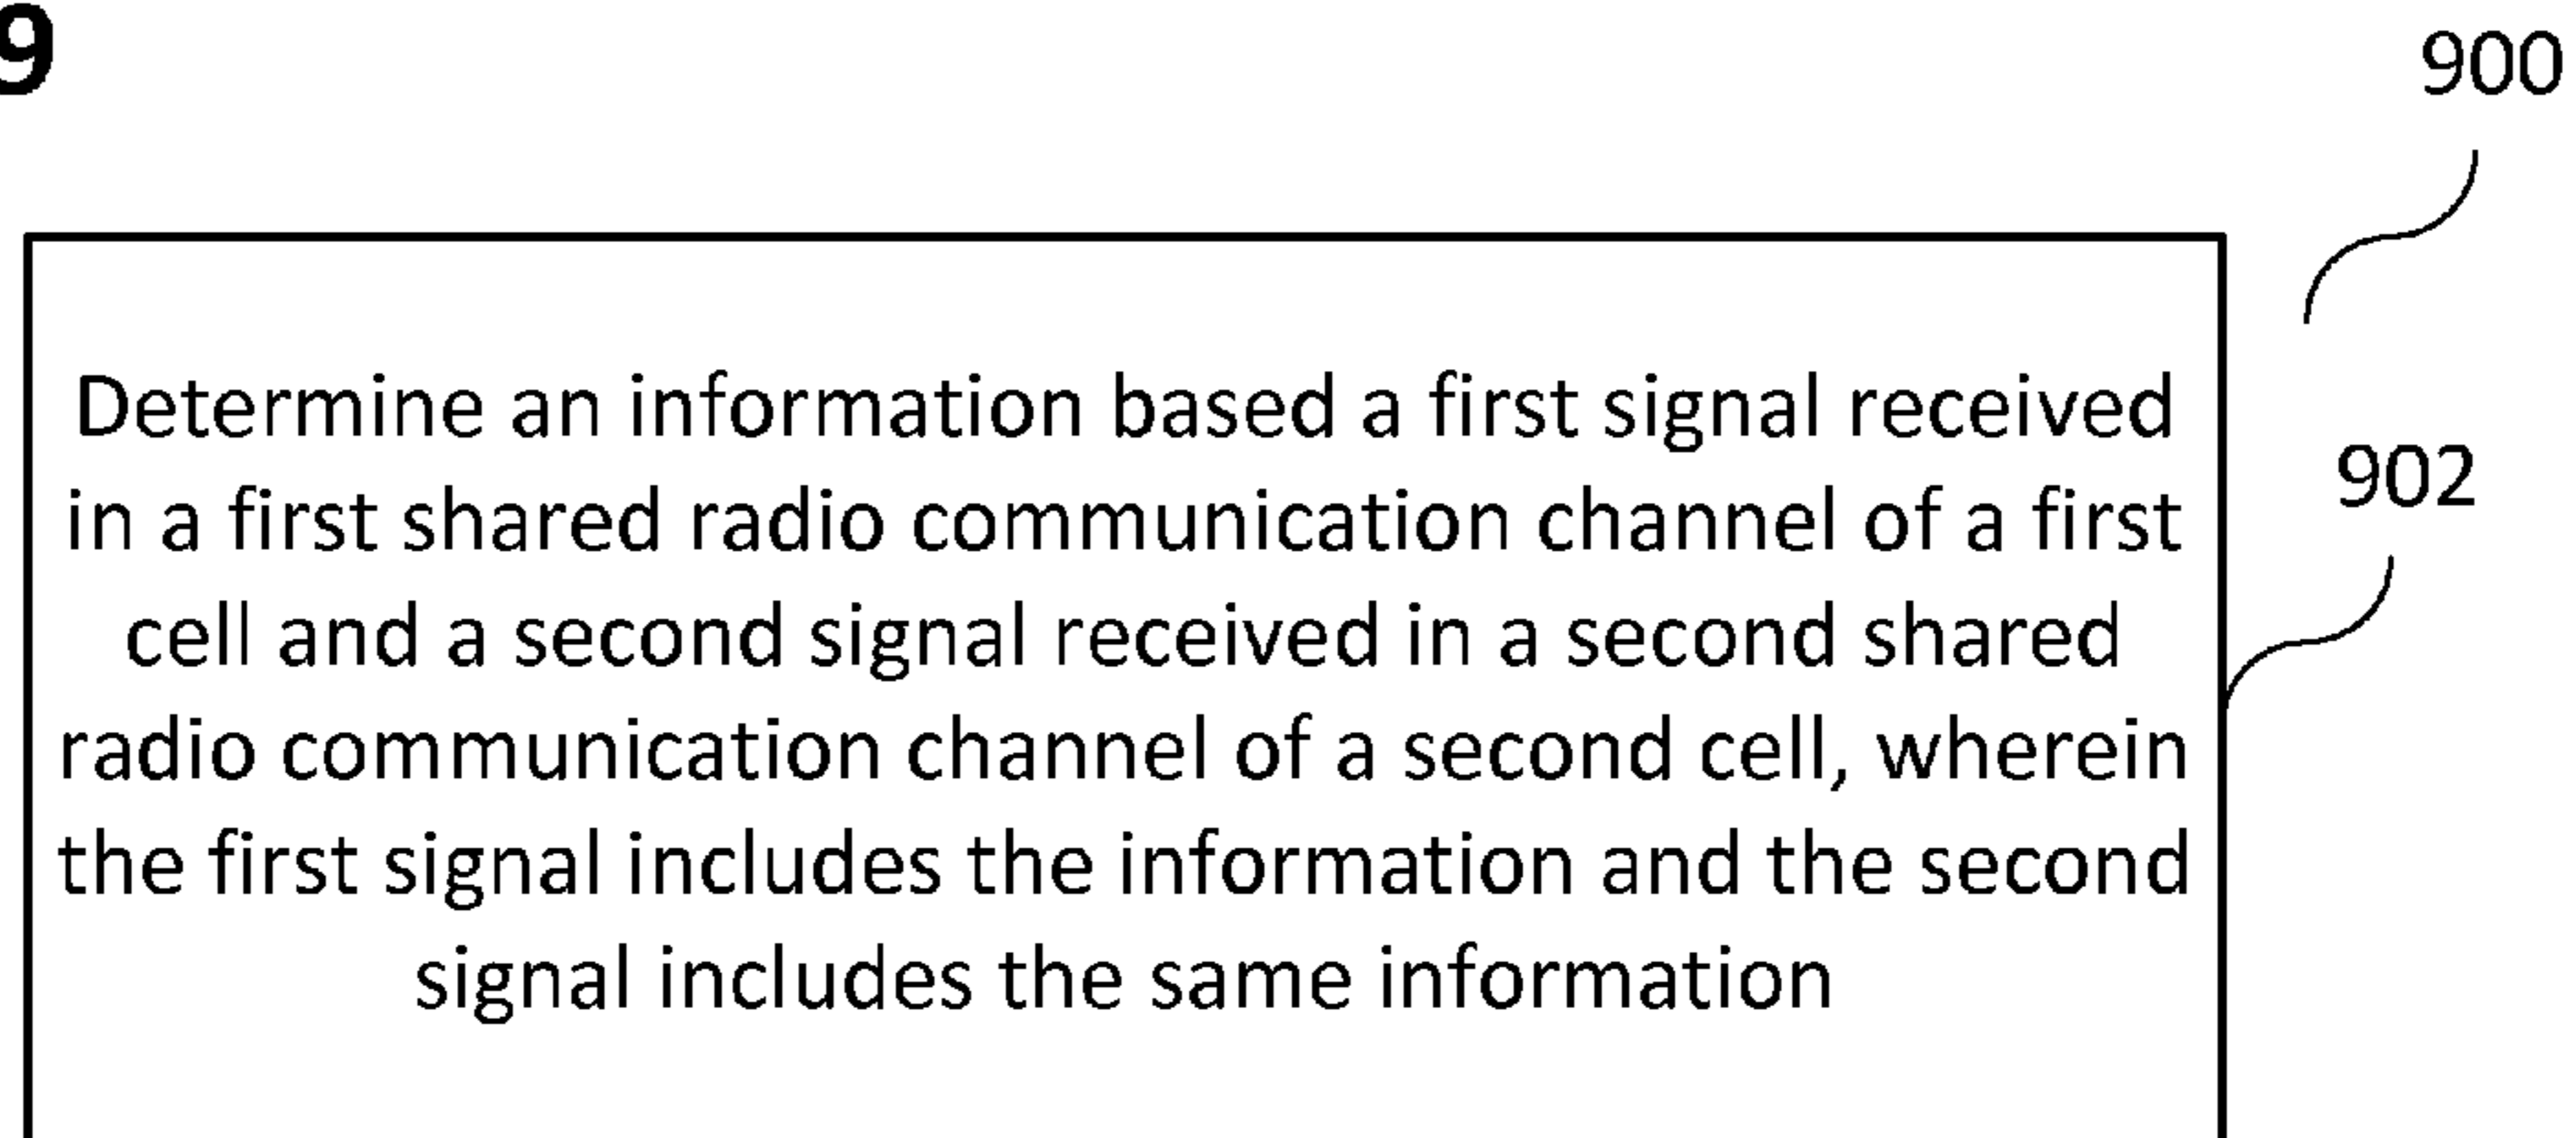 9
900
Determine an information based a first signal received
in a first shared radio communication channel of a first
902
cell and a second signal received in a second shared
radio communication channel of a second cell, wherein
the first signal includes the information and the second
signal includes the same information